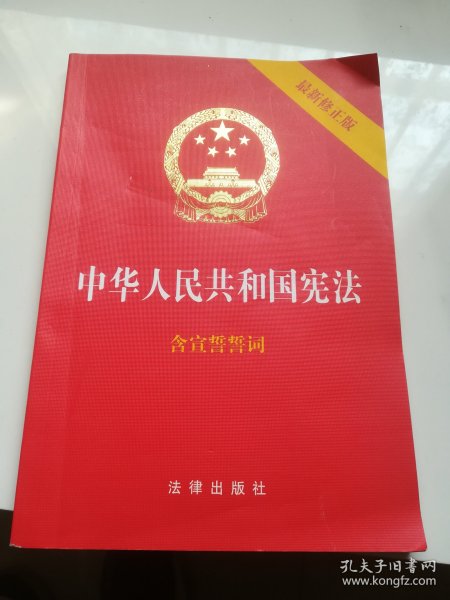 最新修正版
中华人民共和国宪法
含宣誓誓词
法律出版社
孔夫子旧书网
www.kongfz.com